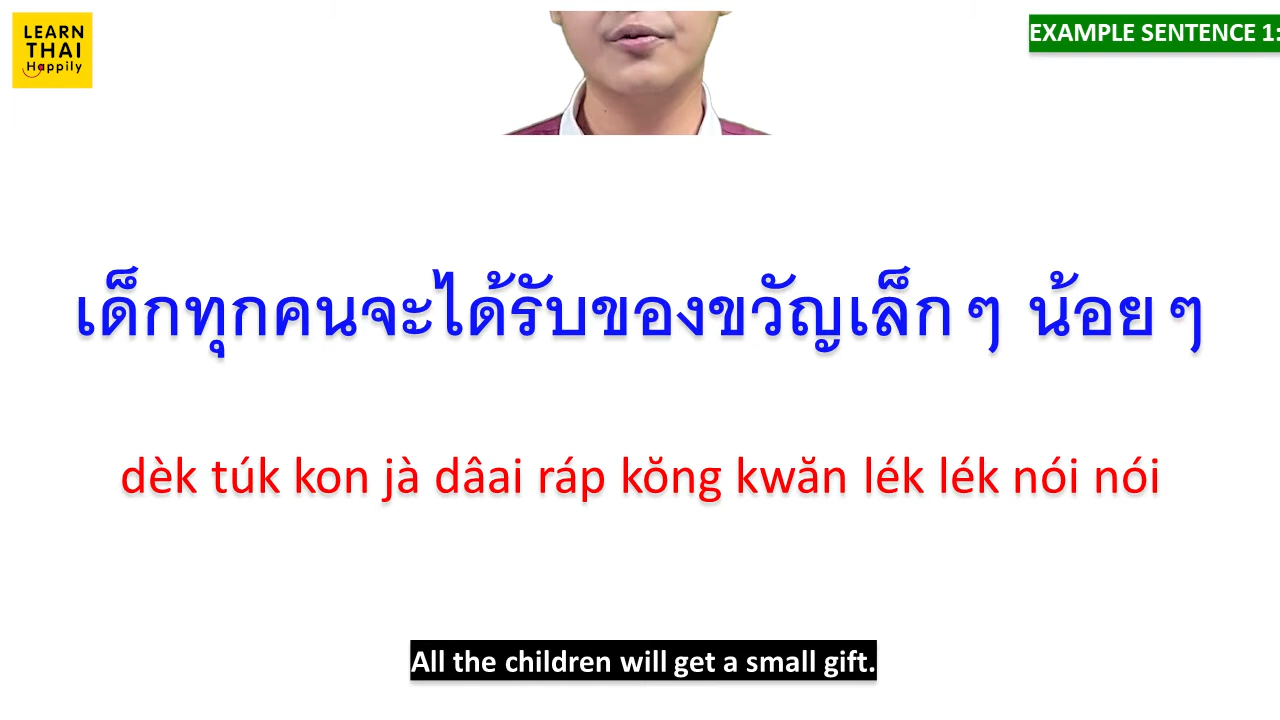 LEARN
THAI
Happily
EXAMPLE SENTENCE 1:
เด็กทุกคนจะได้รับของขวัญเล็กๆ น้อยๆ
dèk túk kon jà dâai ráp kŏng kwăn lék lék nói nói
All the children will get a small gift.